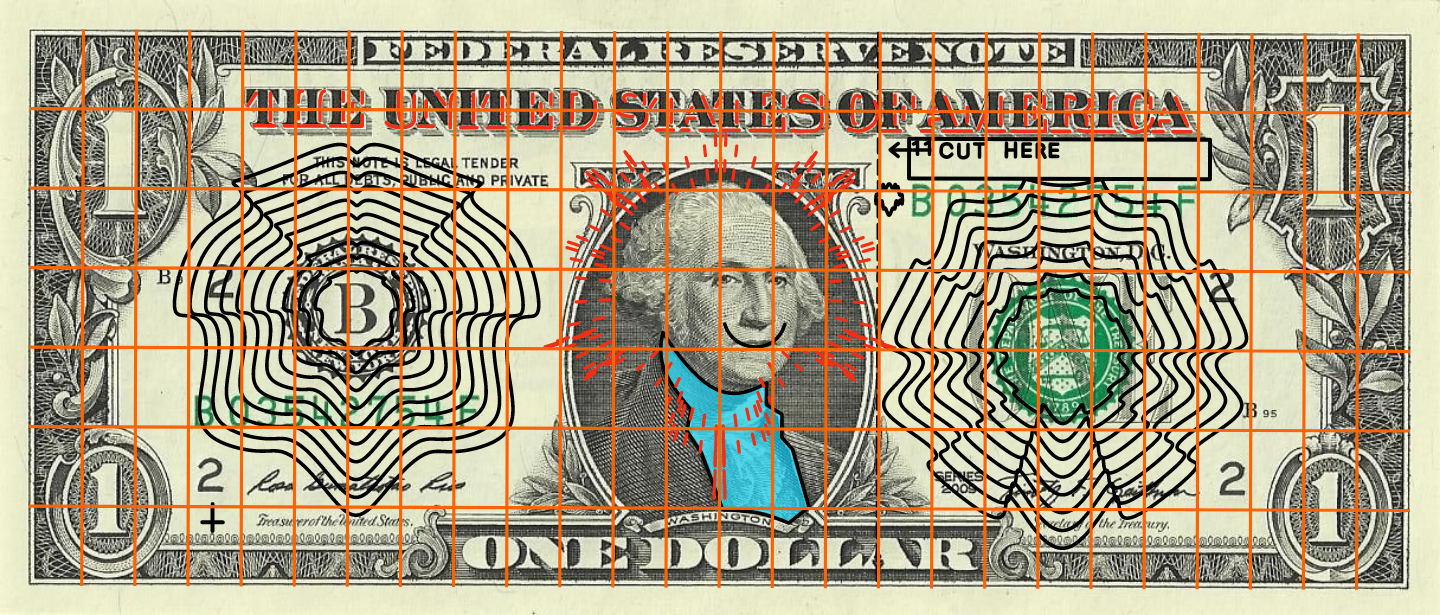 FEDERAL RESERVE NOTE
THE UNITED STATES OF AMERICA
1
1
THIS NOTE IS LEGAL TENDER
FOR ALL DEBTS, PUBLIC AND PRIVATE
CUT HERE
B 03542754 F
WASHINGTON, D.C.
B
2
2
B
B 95
B 03542754 F
2
SERIES
2009
2
Treasurer of the United States.
Secretary of the Treasury.
WASHINGTON
1
1
ONE DOLLAR